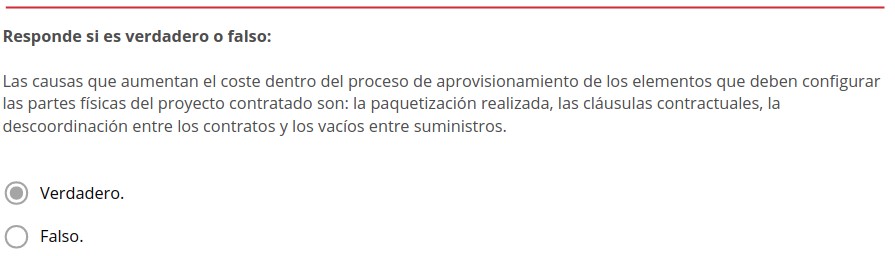 Responde si es verdadero o falso:
Las causas que aumentan el coste dentro del proceso de aprovisionamiento de los elementos que deben configurar
las partes físicas del proyecto contratado son: la paquetización realizada, las cláusulas contractuales, la
descoordinación entre los contratos y los vacíos entre suministros.
Verdadero.
Falso.